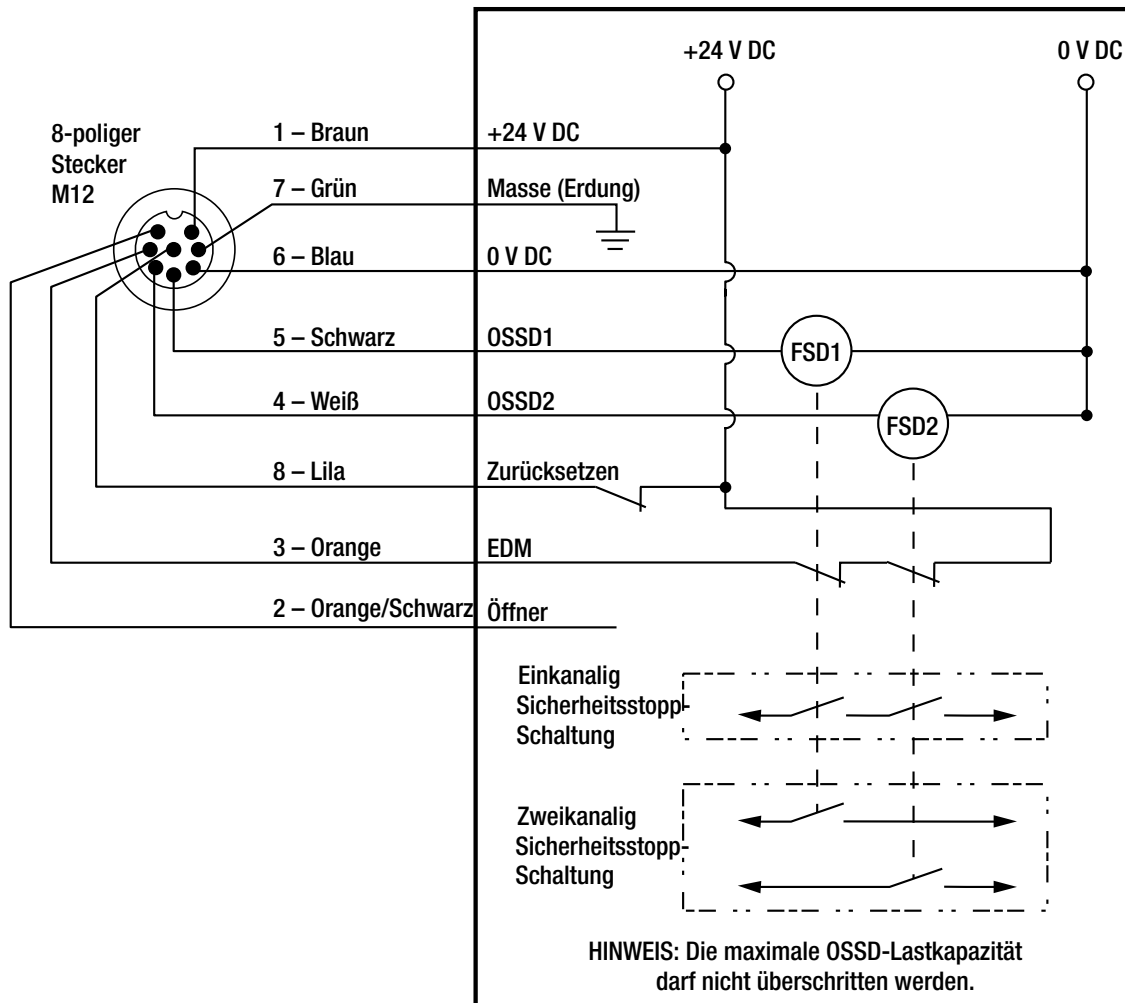 +24 V DC
0 V DC
8-poliger
Stecker
M12
1 – Braun
+24 V DC
7 – Grün
Masse (Erdung)
6 – Blau
0 V DC
5 – Schwarz
OSSD1
FSD1
4 – Weiß
OSSD2
FSD2
8 – Lila
Zurücksetzen
3 – Orange
EDM
2 – Orange/Schwarz
Öffner
Einkanalig
Sicherheitsstopp-
Schaltung
Zweikanalig
Sicherheitsstopp-
Schaltung
HINWEIS: Die maximale OSSD-Lastkapazität
darf nicht überschritten werden.